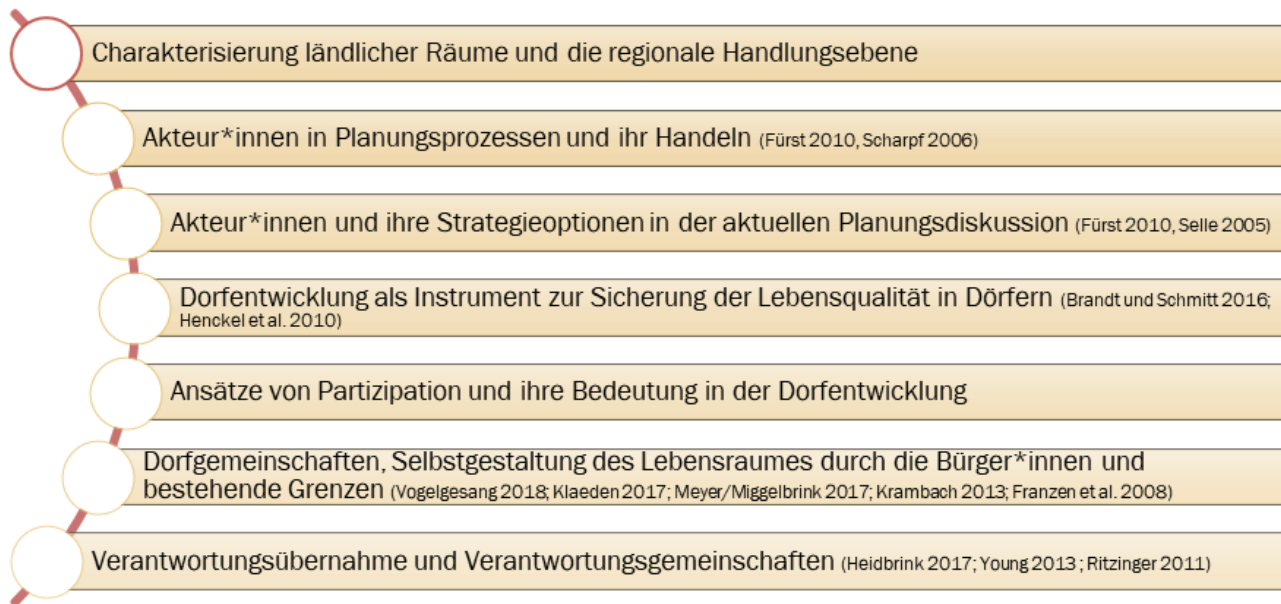 Charakterisierung ländlicher Räume und die regionale Handlungsebene
Akteur*innen in Planungsprozessen und ihr Handeln (Fürst 2010, Scharpf 2006)
Akteur*innen und ihre Strategieoptionen in der aktuellen Planungsdiskussion (Fürst 2010, Selle 2005)
Dorfentwicklung als Instrument zur Sicherung der Lebensqualität in Dörfern (Brandt und Schmitt 2016;
Henckel et al. 2010)
Ansätze von Partizipation und ihre Bedeutung in der Dorfentwicklung
Dorfgemeinschaften, Selbstgestaltung des Lebensraumes durch die Bürger*innen und
bestehende Grenzen (Vogelgesang 2018; Klaeden 2017; Meyer/Miggelbrink 2017; Krambach 2013; Franzen et al. 2008)
Verantwortungsübernahme und Verantwortungsgemeinschaften (Heidbrink 2017; Young 2013 ; Ritzinger 2011)